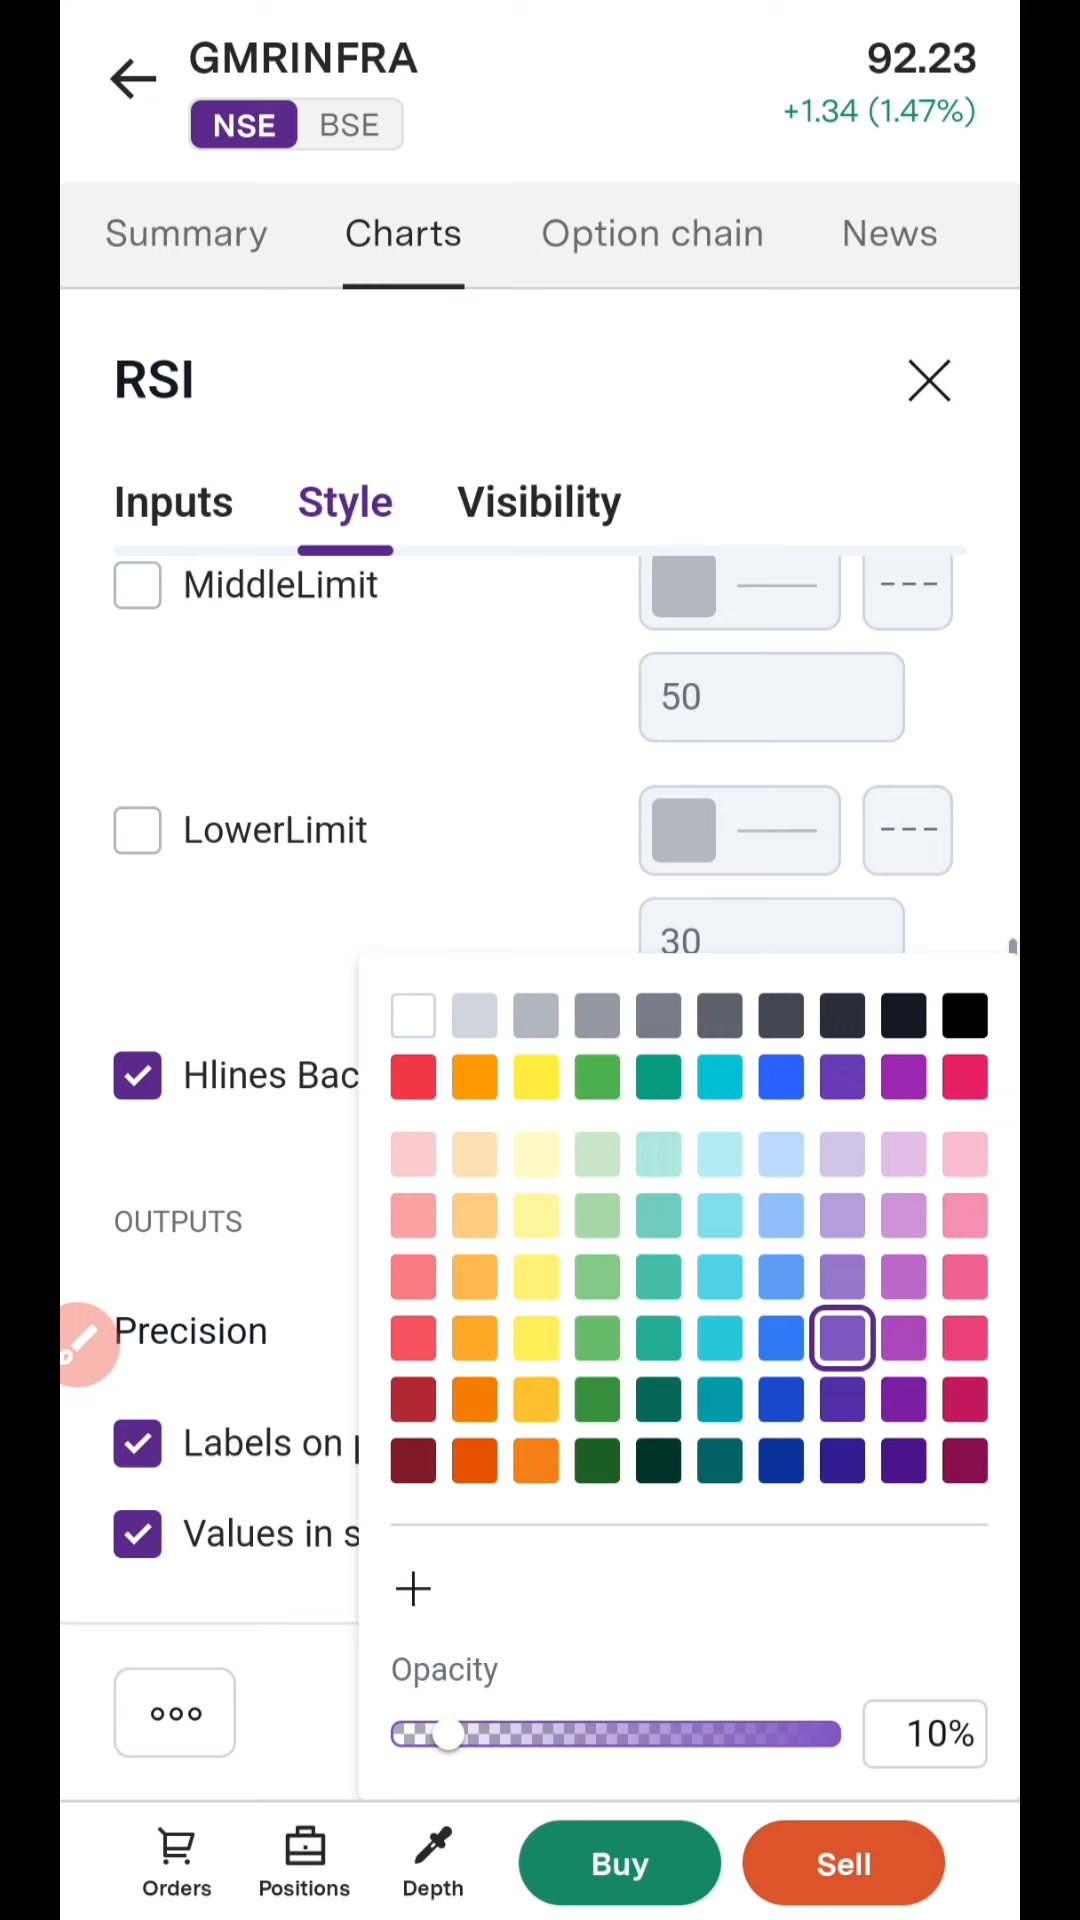 GMRINFRA
92.23
NSE BSE
+1.34 (1.47%)
Summary Charts Option chain News
RSI
Inputs Style Visibility
MiddleLimit
50
LowerLimit
30
Hlines Bac
OUTPUTS
Precision
Labels on
Values in s
Opacity
10%
Orders Positions Depth Buy Sell